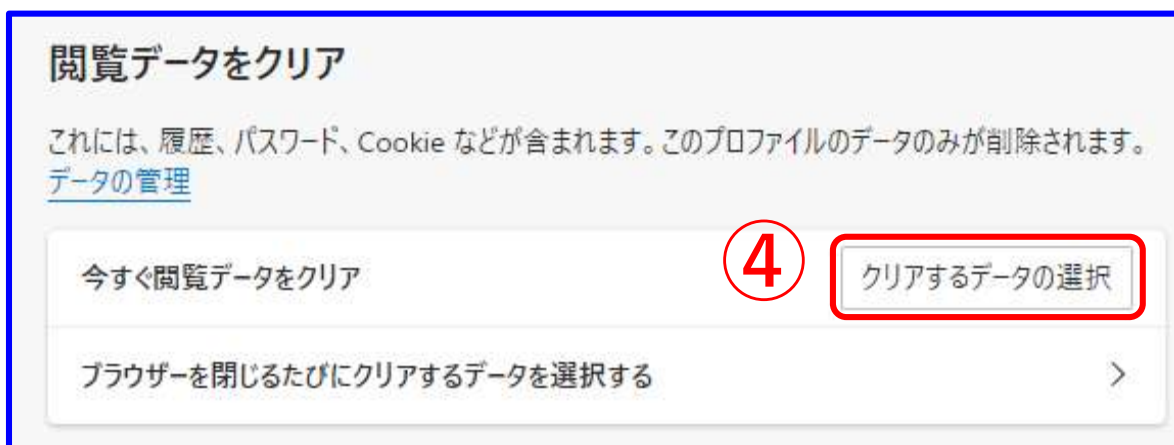 閲覧データをクリア
これには、履歴、パスワード、Cookie などが含まれます。このプロファイルのデータのみが削除されます。
データの管理
今すぐ閲覧データをクリア
④
クリアするデータの選択
ブラウザーを閉じるたびにクリアするデータを選択する